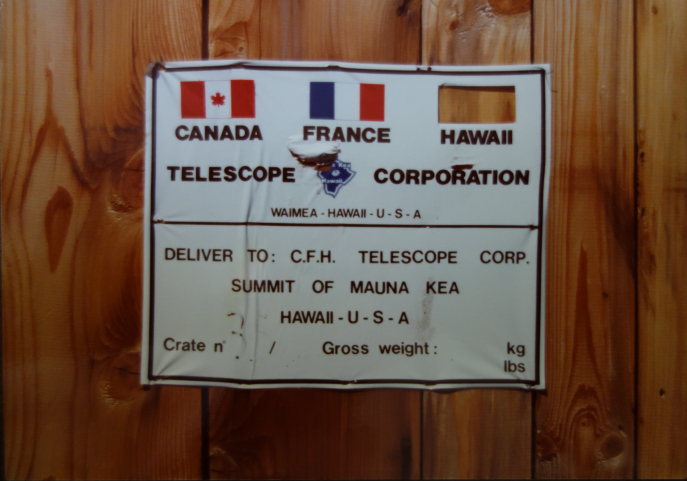 CANADA FRANCE HAWAII
TELESCOPE CORPORATION
WAIMEA - HAWAII - U - S - A
DELIVER TO: C.F.H. TELESCOPE CORP.
SUMMIT OF MAUNA KEA
HAWAII - U - S - A
Crate n° 3 / Gross weight: kg
lbs